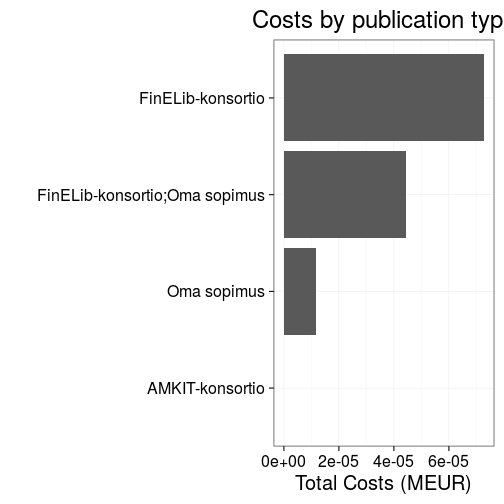 Costs by publication typ
FinELib-konsortio
FinELib-konsortio;Oma sopimus
Oma sopimus
AMKIT-konsortio
0e+00 2e-05 4e-05 6e-05
Total Costs (MEUR)